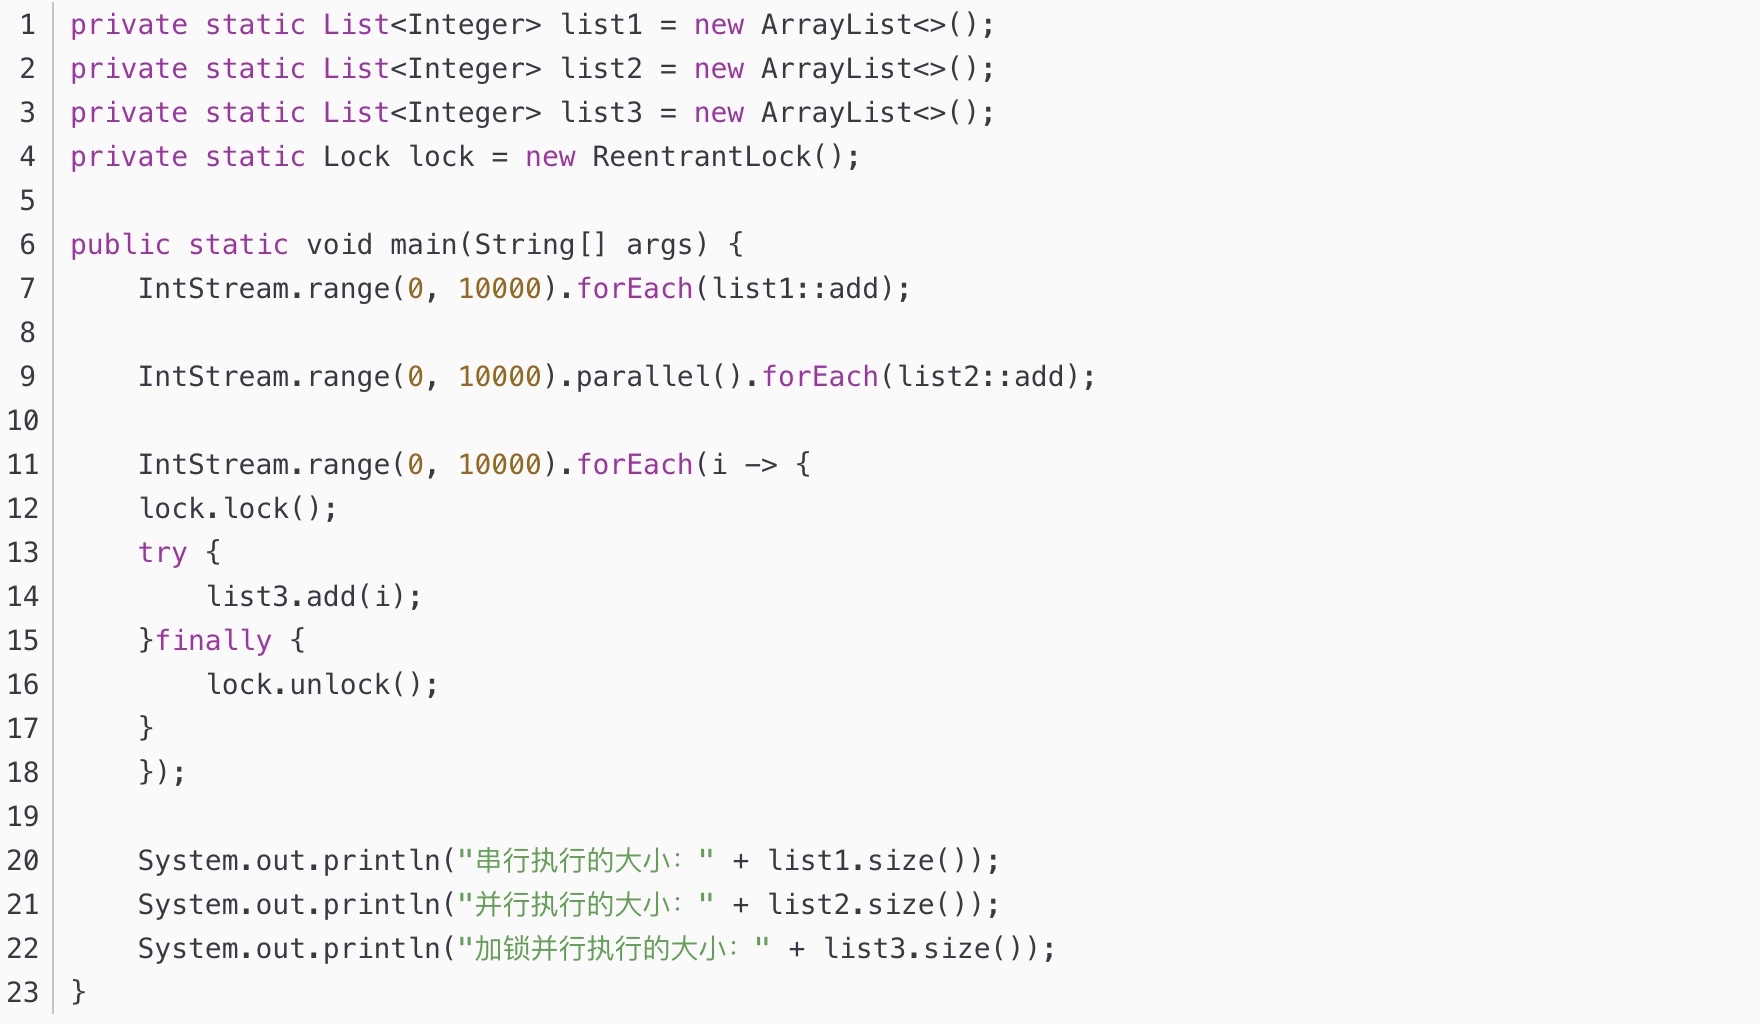 1 private static List<Integer> list1 = new ArrayList<>();
2 private static List<Integer> list2 = new ArrayList<>();
3 private static List<Integer> list3 = new ArrayList<>();
4 private static Lock lock = new ReentrantLock();
5
6 public static void main(String[] args) {
7     IntStream.range(0, 10000).forEach(list1::add);
8
9     IntStream.range(0, 10000).parallel().forEach(list2::add);
10
11     IntStream.range(0, 10000).forEach(i -> {
12     lock.lock();
13     try {
14         list3.add(i);
15     }finally {
16         lock.unlock();
17     }
18     });
19
20     System.out.println("串行执行的大小：" + list1.size());
21     System.out.println("并行执行的大小：" + list2.size());
22     System.out.println("加锁并行执行的大小：" + list3.size());
23 }